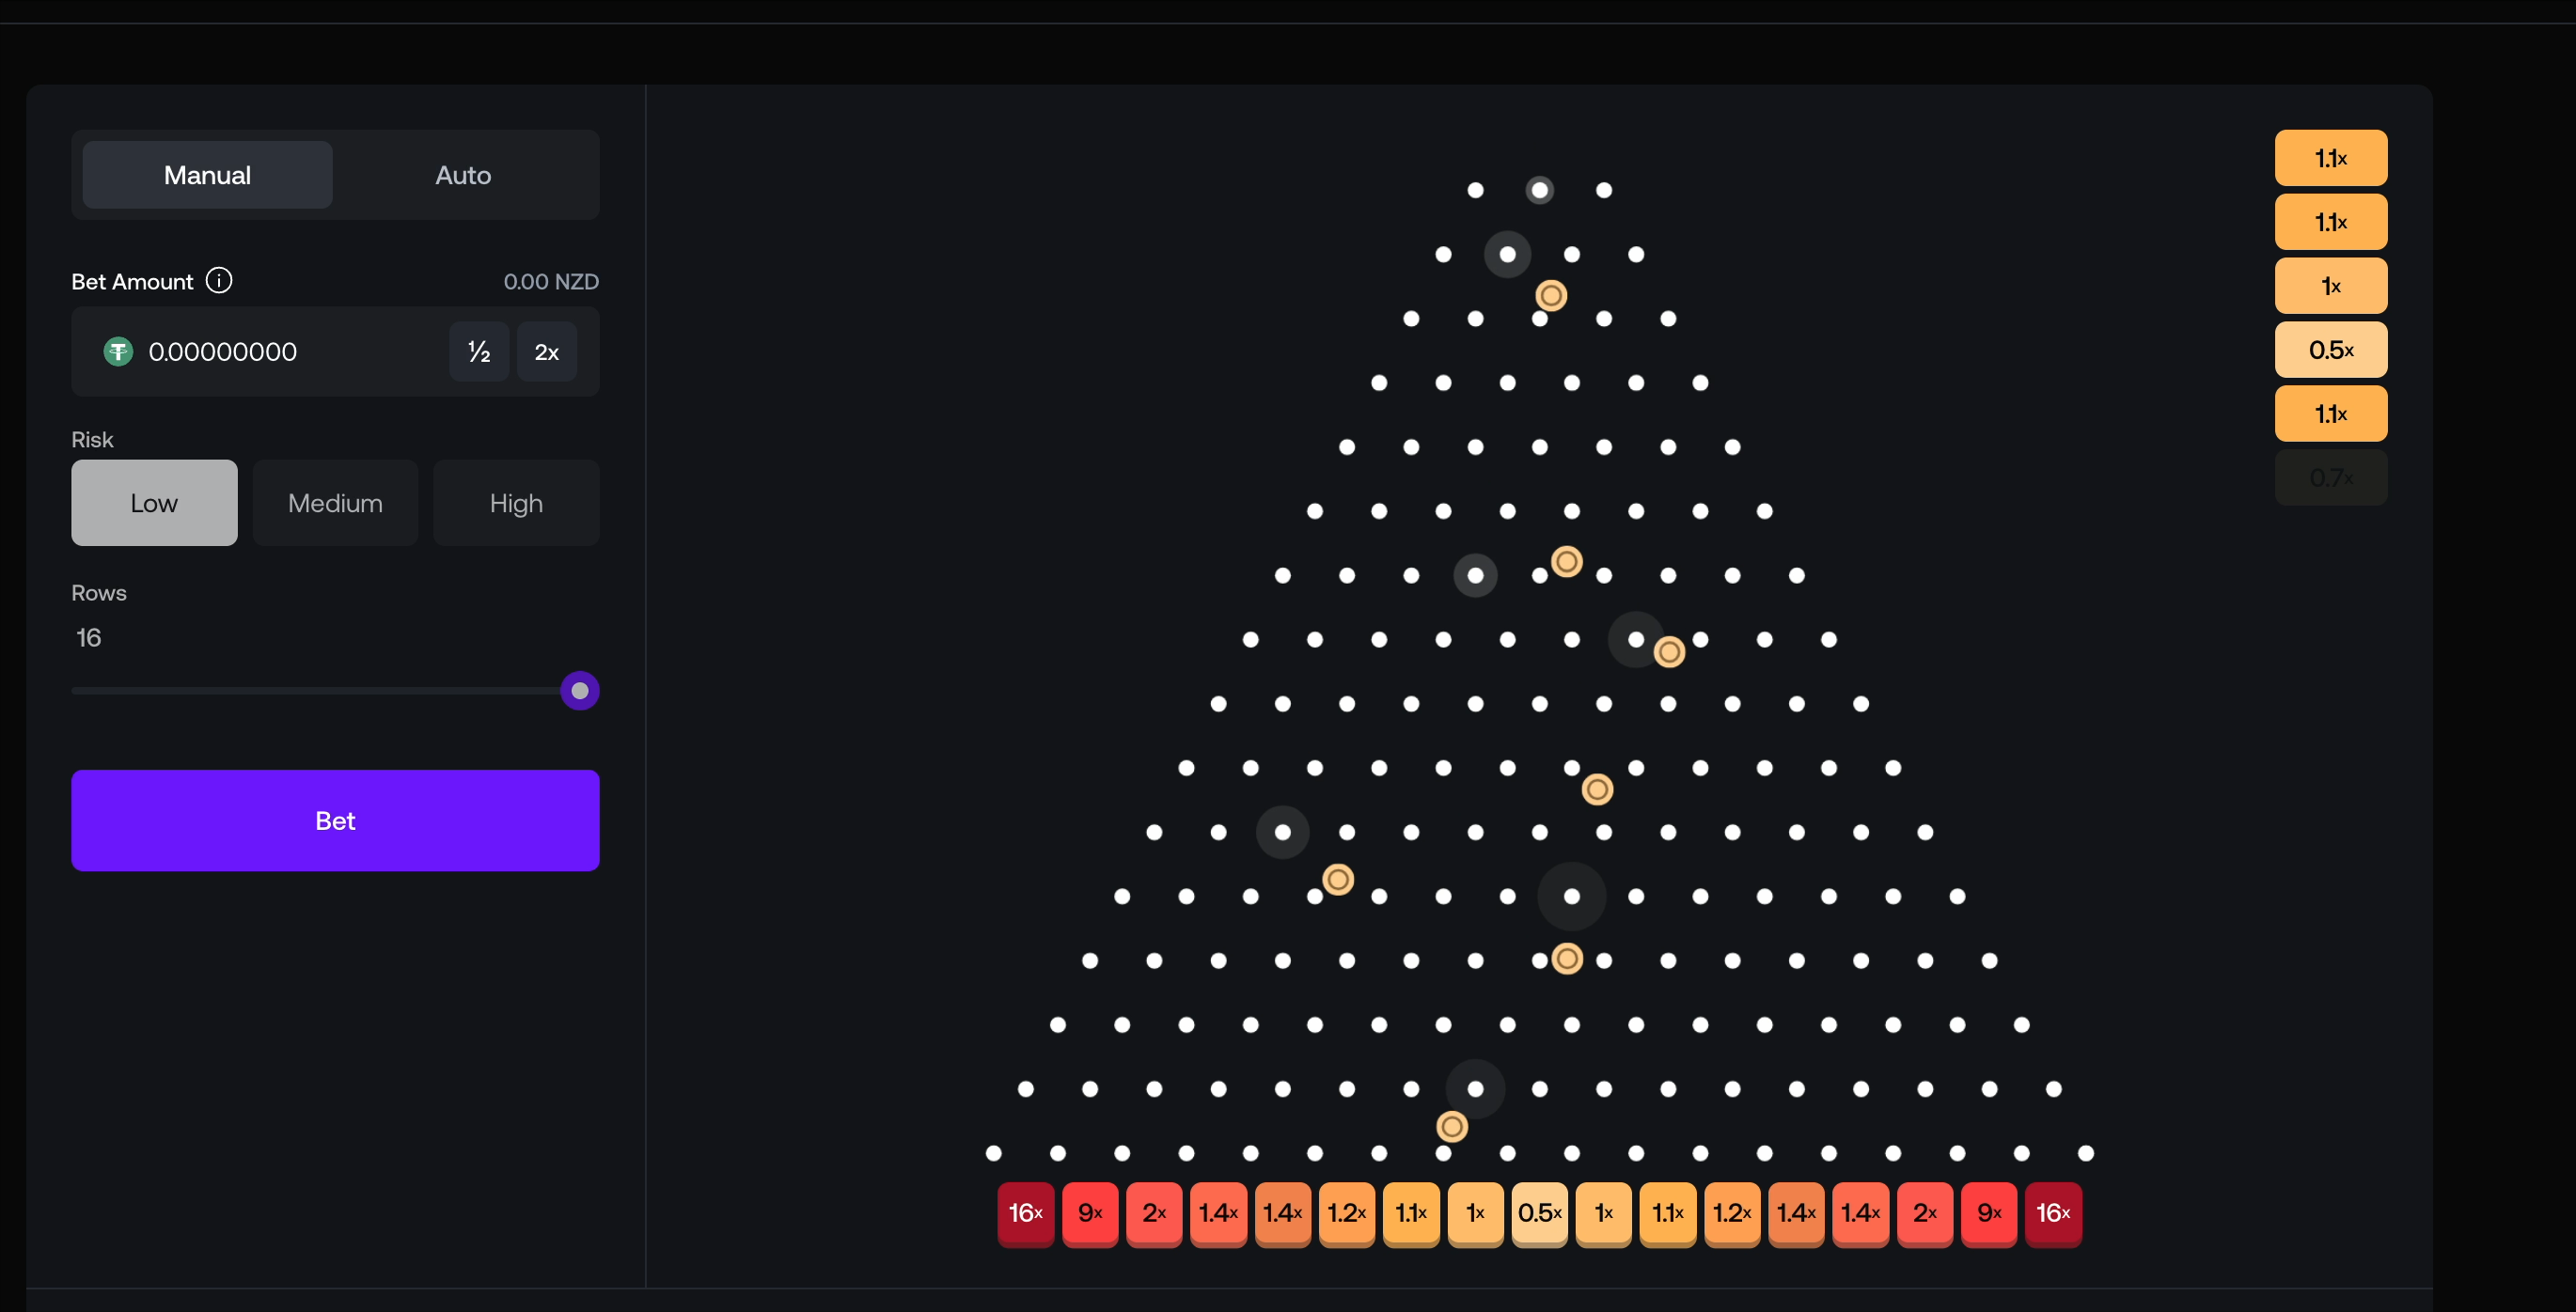 Manual Auto
Bet Amount 0.00 NZD
0.00000000 ½ 2x
Risk
Low Medium High
Rows
16
Bet
1.1x
1.1x
1x
0.5x
1.1x
0.7x
16x 9x 2x 1.4x 1.4x 1.2x 1.1x 1x 0.5x 1x 1.1x 1.2x 1.4x 1.4x 2x 9x 16x